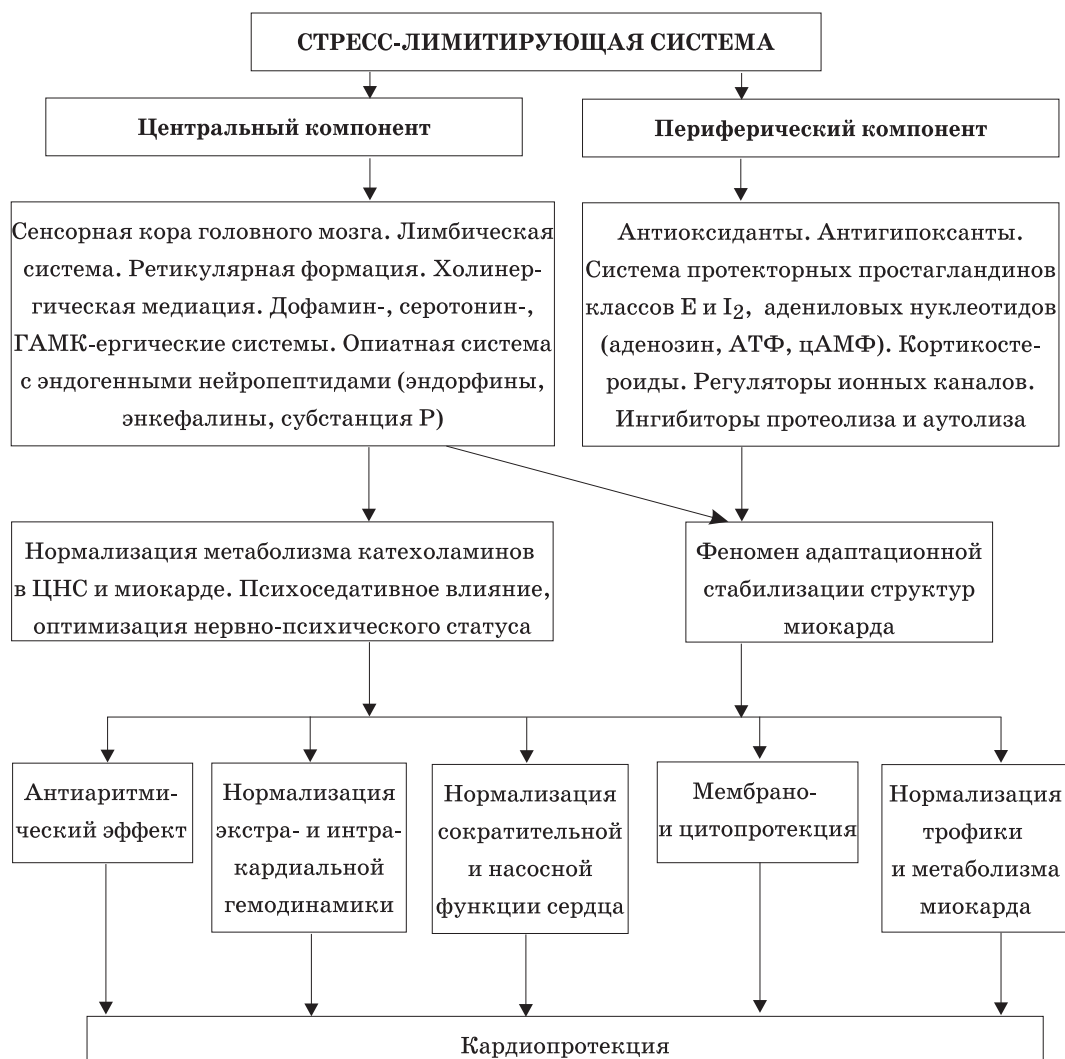 СТРЕСС-ЛИМИТИРУЮЩАЯ СИСТЕМА
Центральный компонент
Периферический компонент
Сенсорная кора головного мозга. Лимбическая
система. Ретикулярная формация. Холинер-
гическая медиация. Дофамин-, серотонин-,
ГАМК-ергические системы. Опиатная система
с эндогенными нейропептидами (эндорфины,
энкефалины, субстанция Р)
Антиоксиданты. Антигипоксанты.
Система протекторных простагландинов
классов Е и I₂, адениловых нуклеотидов
(аденозин, АТФ, цАМФ). Кортикосте-
роиды. Регуляторы ионных каналов.
Ингибиторы протеолиза и аутолиза
Нормализация метаболизма катехоламинов
в ЦНС и миокарде. Психоседативное влияние,
оптимизация нервно-психического статуса
Феномен адаптационной
стабилизации структур
миокарда
Антиаритми-
ческий эффект
Нормализация
экстра- и интра-
кардиальной
гемодинамики
Нормализация
сократительной
и насосной
функции сердца
Мембрано-
и цитопротекция
Нормализация
трофики
и метаболизма
миокарда
Кардиопротекция